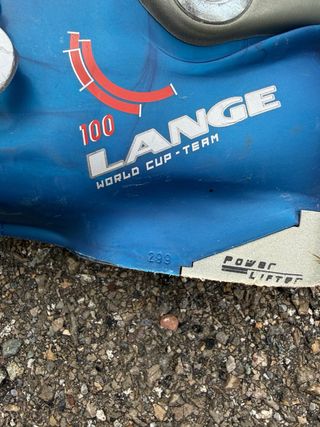 100
LANGE
WORLD CUP - TEAM
299
POWER
LIFTER